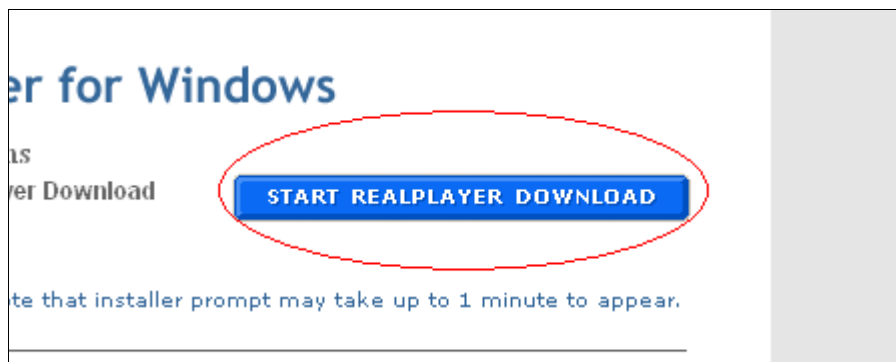 er for Windows
ns
yer Download
START REALPLAYER DOWNLOAD
te that installer prompt may take up to 1 minute to appear.